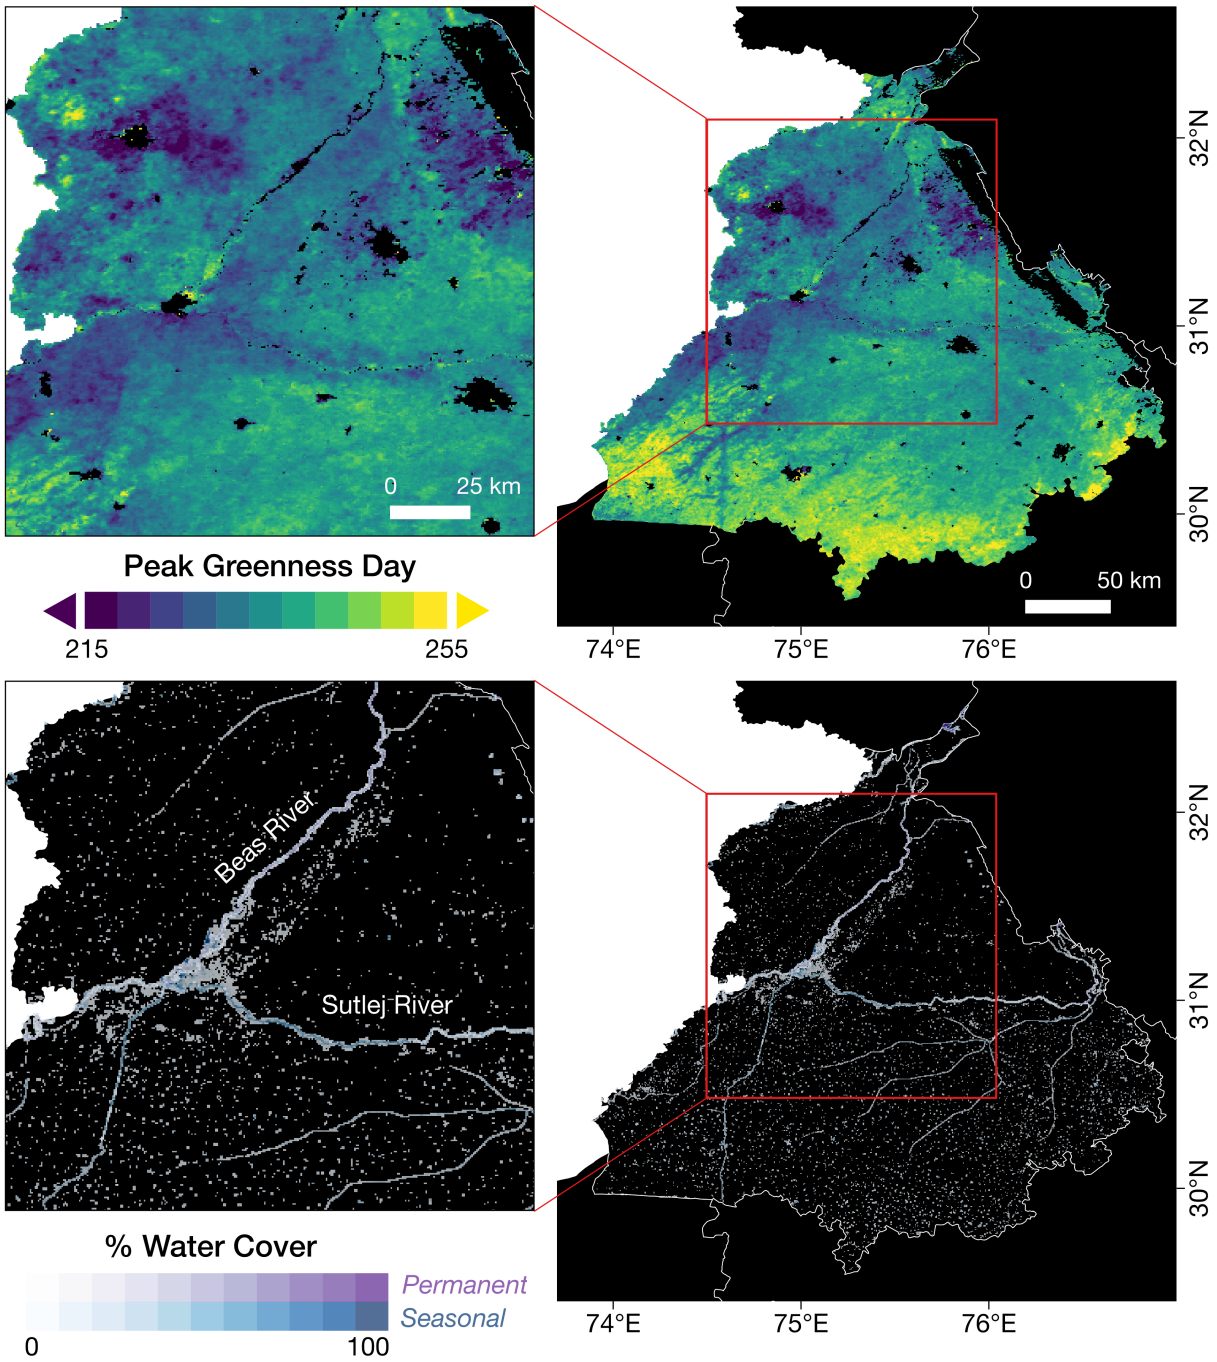 32°N
31°N
30°N
0 25 km
0 50 km
Peak Greenness Day
215 255
74°E 75°E 76°E
Beas River
Sutlej River
32°N
31°N
30°N
% Water Cover
Permanent
Seasonal
0 100
74°E 75°E 76°E